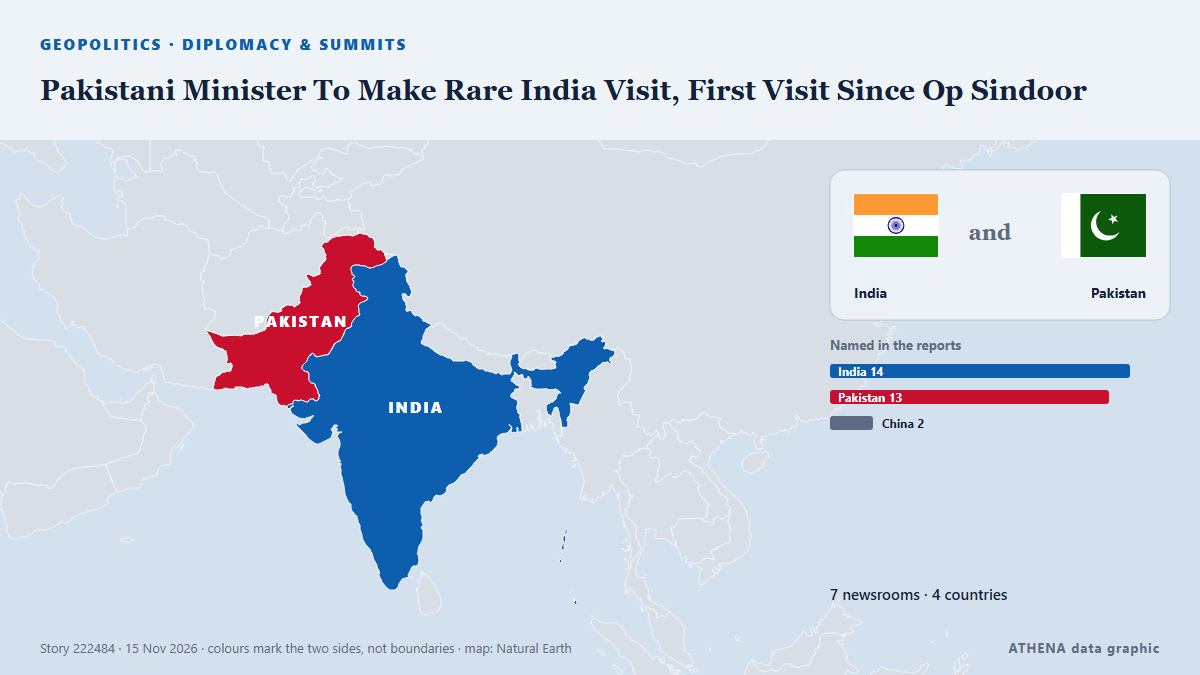 GEOPOLITICS · DIPLOMACY & SUMMITS
Pakistani Minister To Make Rare India Visit, First Visit Since Op Sindoor
and
India
Pakistan
Named in the reports
India 14
Pakistan 13
China 2
PAKISTAN
INDIA
7 newsrooms · 4 countries
Story 222484 · 15 Nov 2026 · colours mark the two sides, not boundaries · map: Natural Earth
ATHENA data graphic